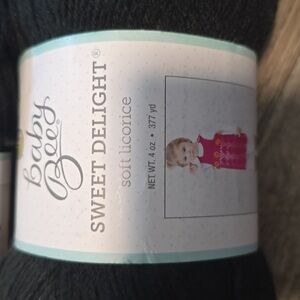 Baby
Bee®
SWEET DELIGHT®
soft licorice
NET WT. 4 oz • 377 yd